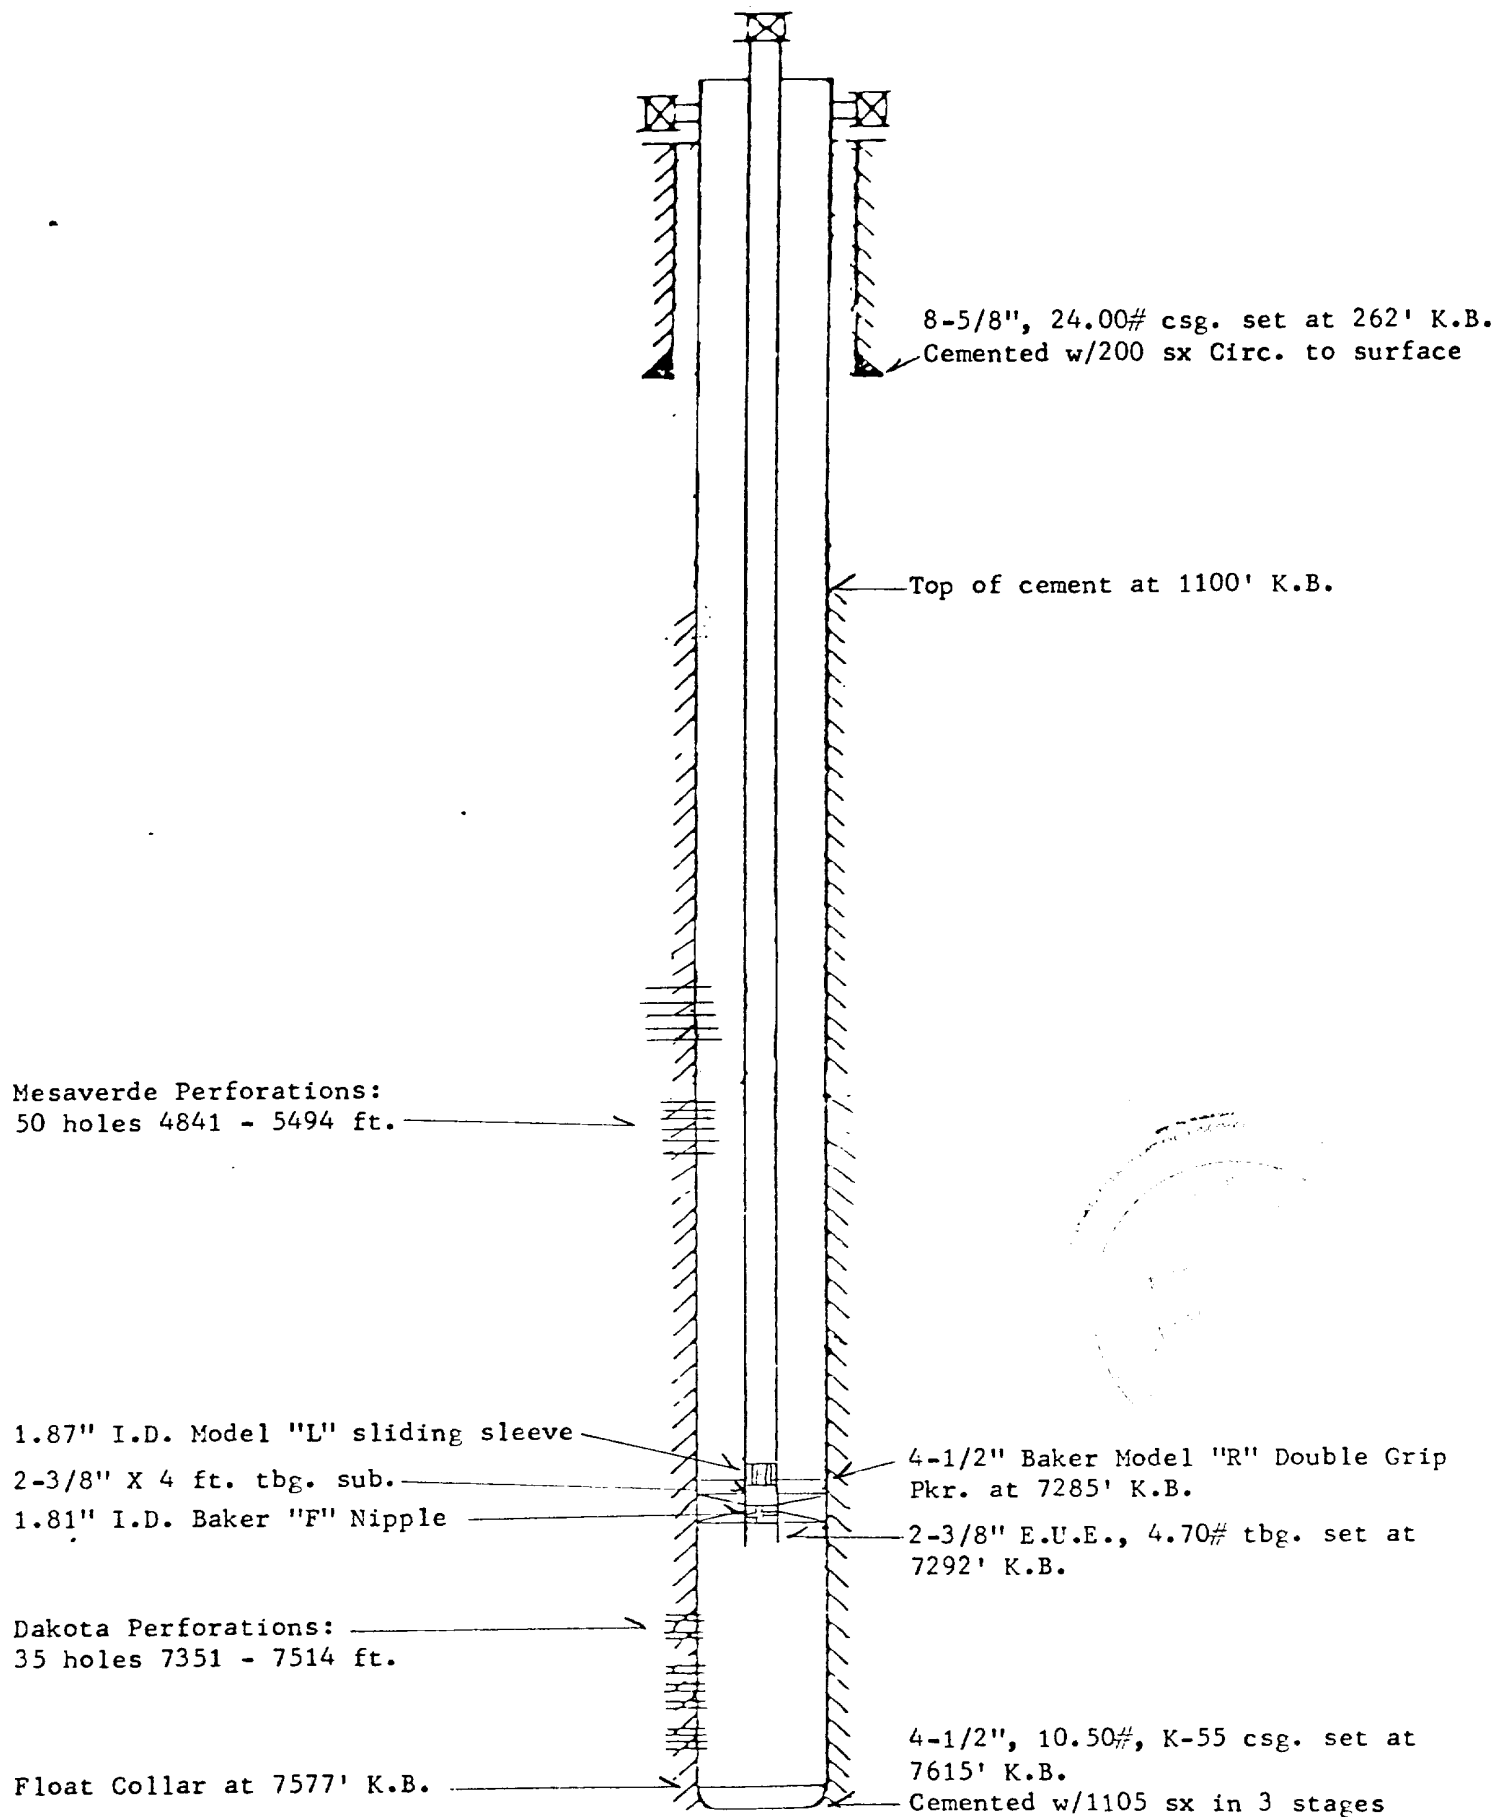 8-5/8", 24.00# csg. set at 262' K.B.
Cemented w/200 sx Circ. to surface
Top of cement at 1100' K.B.
Mesaverde Perforations:
50 holes 4841 - 5494 ft.
1.87" I.D. Model "L" sliding sleeve
2-3/8" X 4 ft. tbg. sub.
1.81" I.D. Baker "F" Nipple
4-1/2" Baker Model "R" Double Grip
Pkr. at 7285' K.B.
2-3/8" E.U.E., 4.70# tbg. set at
7292' K.B.
Dakota Perforations:
35 holes 7351 - 7514 ft.
Float Collar at 7577' K.B.
4-1/2", 10.50#, K-55 csg. set at
7615' K.B.
Cemented w/1105 sx in 3 stages